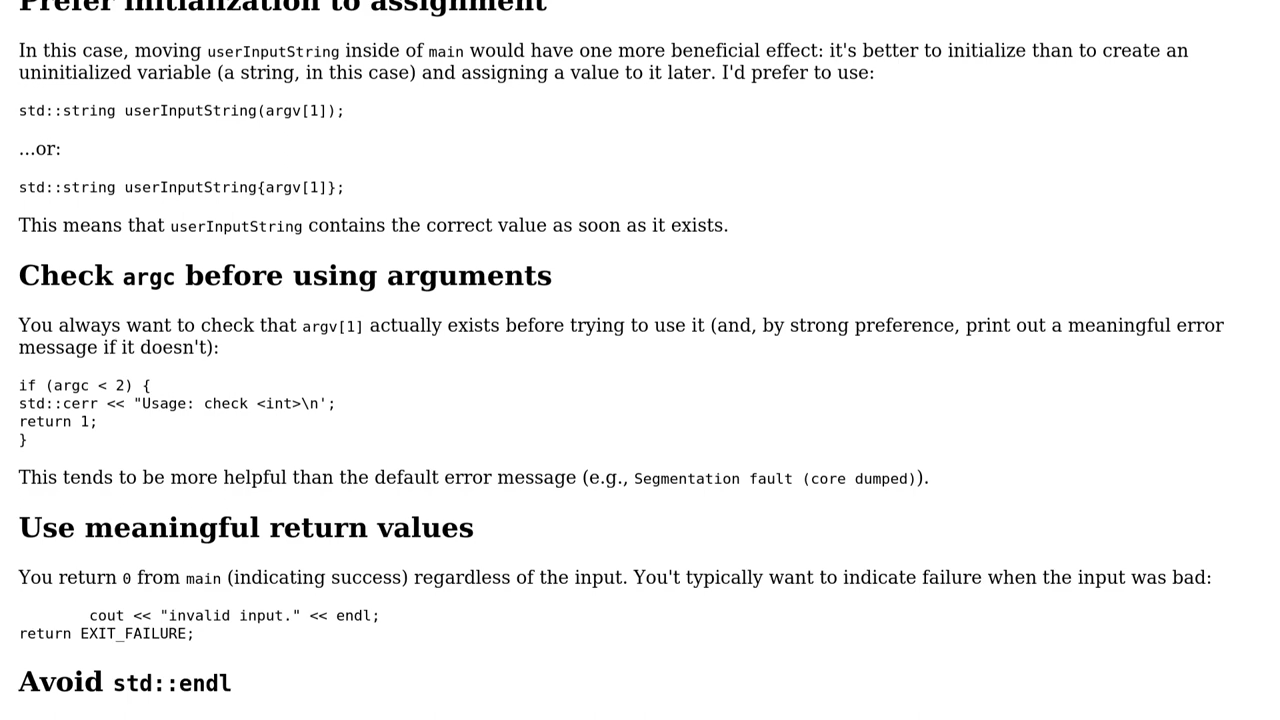 Prefer initialization to assignment
In this case, moving userInputString inside of main would have one more beneficial effect: it's better to initialize than to create an
uninitialized variable (a string, in this case) and assigning a value to it later. I'd prefer to use:
std::string userInputString(argv[1]);
...or:
std::string userInputString{argv[1]};
This means that userInputString contains the correct value as soon as it exists.
Check argc before using arguments
You always want to check that argv[1] actually exists before trying to use it (and, by strong preference, print out a meaningful error
message if it doesn't):
if (argc < 2) {
std::cerr << "Usage: check <int>\n';
return 1;
}
This tends to be more helpful than the default error message (e.g., Segmentation fault (core dumped)).
Use meaningful return values
You return 0 from main (indicating success) regardless of the input. You't typically want to indicate failure when the input was bad:
cout << "invalid input." << endl;
return EXIT_FAILURE;
Avoid std::endl